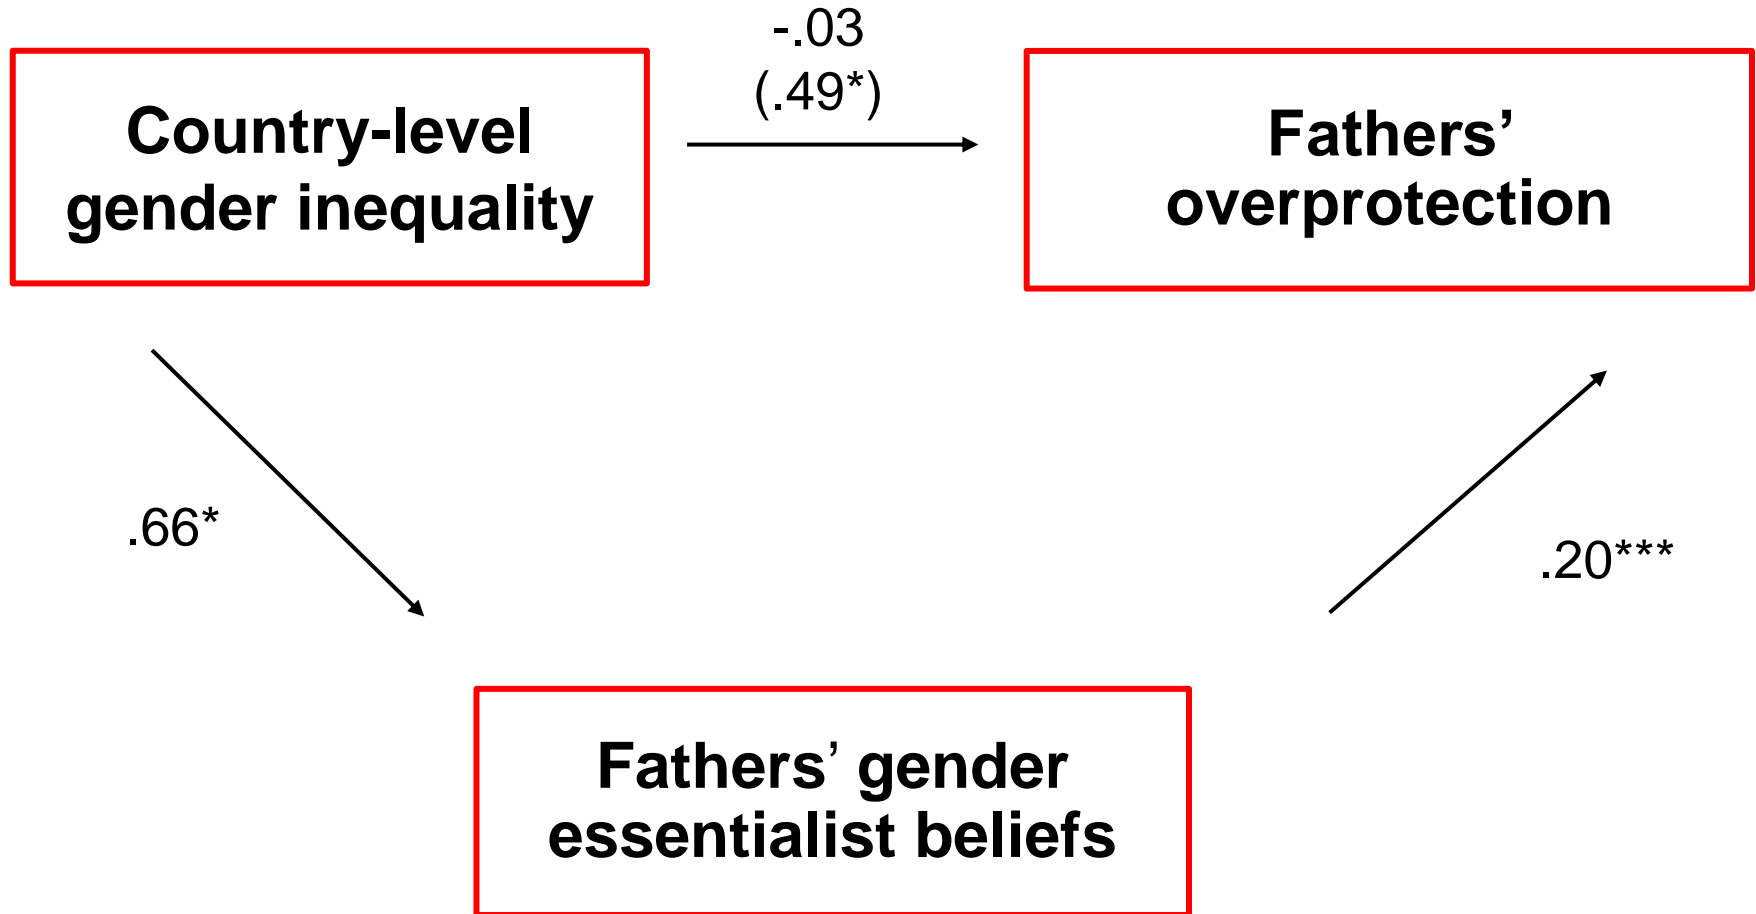 -.03
(.49*)
Country-level
gender inequality
Fathers’
overprotection
.66*
.20***
Fathers’ gender
essentialist beliefs